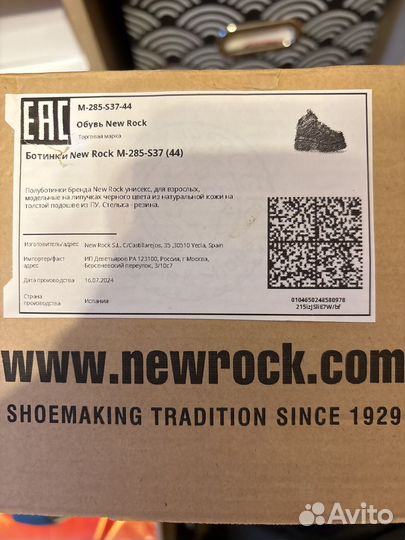 EAC
M-285-S37-44
Обувь New Rock
Торговая марка
Ботинки New Rock M-285-S37 (44)
Полуботинки бренда New Rock унисекс, для взрослых,
модельные на липучках черного цвета из натуральной кожи на
толстой подошве из ПУ. Стелька - резина.
Изготовитель/адрес New Rock S.L. C/Castillarejos, 35 ,30510 Yecla, Spain
Импортер/факт адрес ИП Деветьяров РА 123100, Россия, г Москва,
Берсеневский переулок, 3/10с7
Дата производства 16.07.2024
Страна производства Испания
0104650248580978
www.newrock.com
SHOEMAKING TRADITION SINCE 1929
Avito